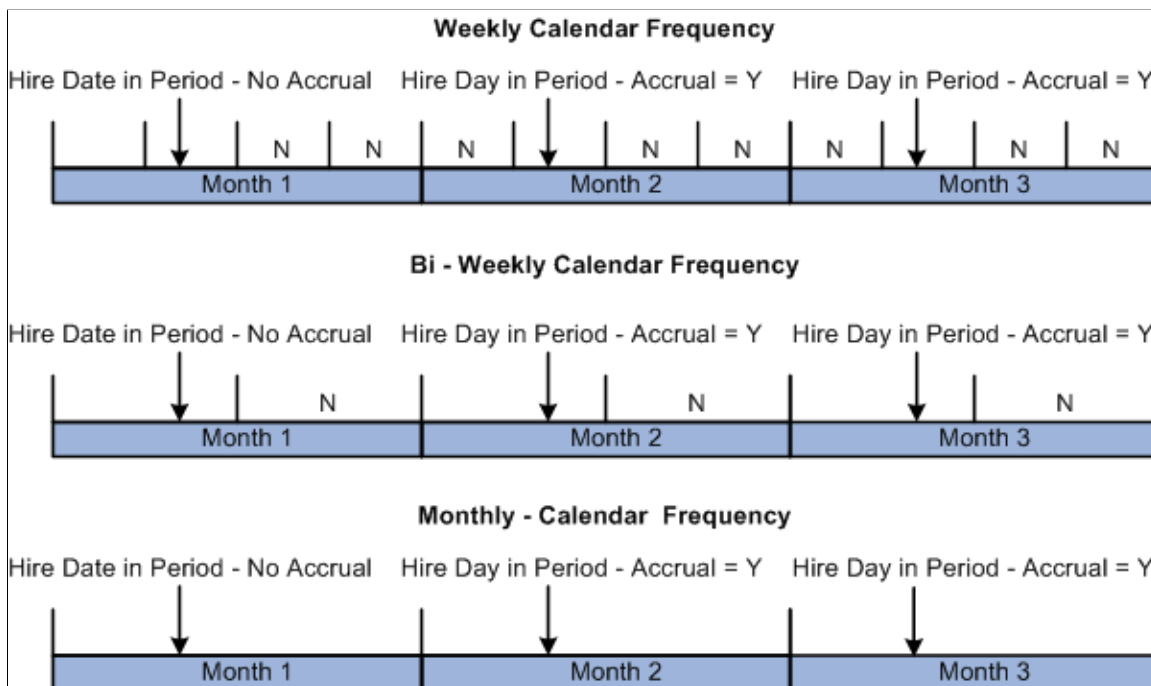 Weekly Calendar Frequency
Hire Date in Period - No Accrual Hire Day in Period - Accrual = Y Hire Day in Period - Accrual = Y
N N N N N N N N
Month 1 Month 2 Month 3
Bi - Weekly Calendar Frequency
Hire Date in Period - No Accrual Hire Day in Period - Accrual = Y Hire Day in Period - Accrual = Y
N N N
Month 1 Month 2 Month 3
Monthly - Calendar Frequency
Hire Date in Period - No Accrual Hire Day in Period - Accrual = Y Hire Day in Period - Accrual = Y
Month 1 Month 2 Month 3